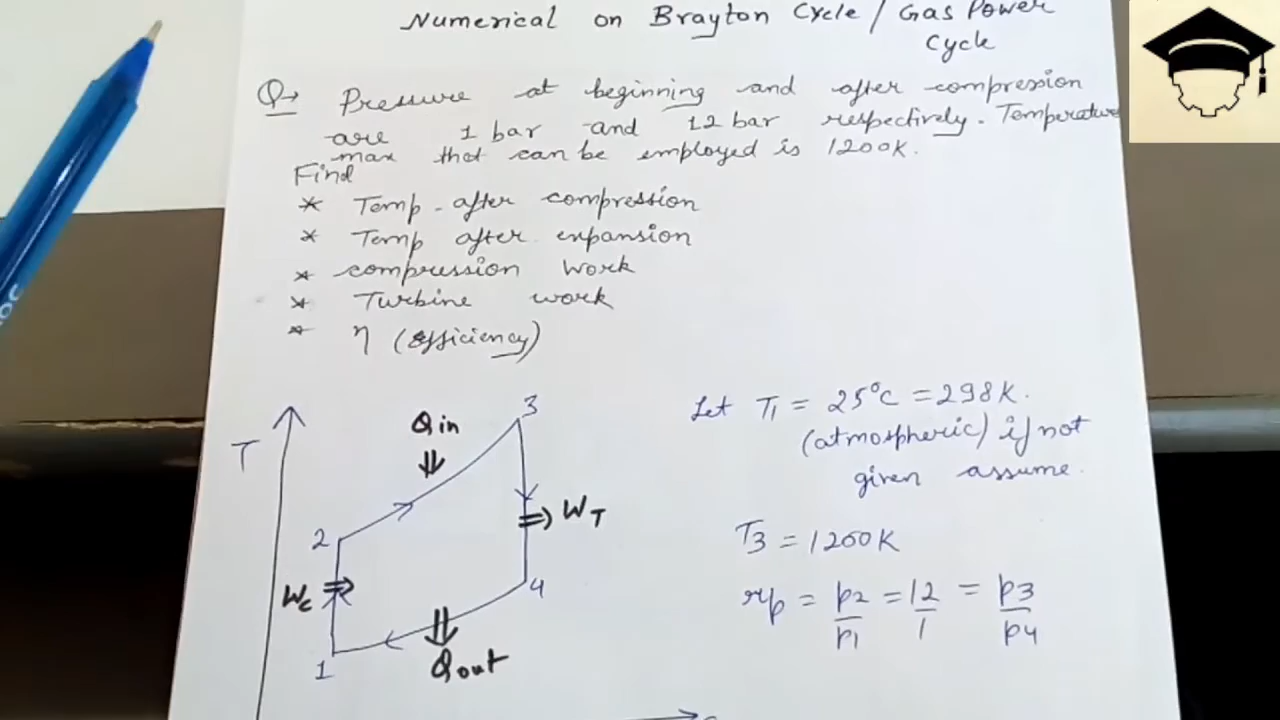 Numerical on Brayton Cycle / Gas Power
Cycle
Q→ Pressure at beginning and after compression
are 1 bar and 12 bar respectively. Temperature
max that can be employed is 1200K.
Find
* Temp. after compression
* Temp after expansion
* compression work
* Turbine work
* η (efficiency)
T
Qin
3
2
WT
Wc
4
1
Qout
Let T1 = 25°C = 298K.
(atmospheric) if not
given assume.
T3 = 1200K
rp = p2/p1 = 12/1 = p3/p4